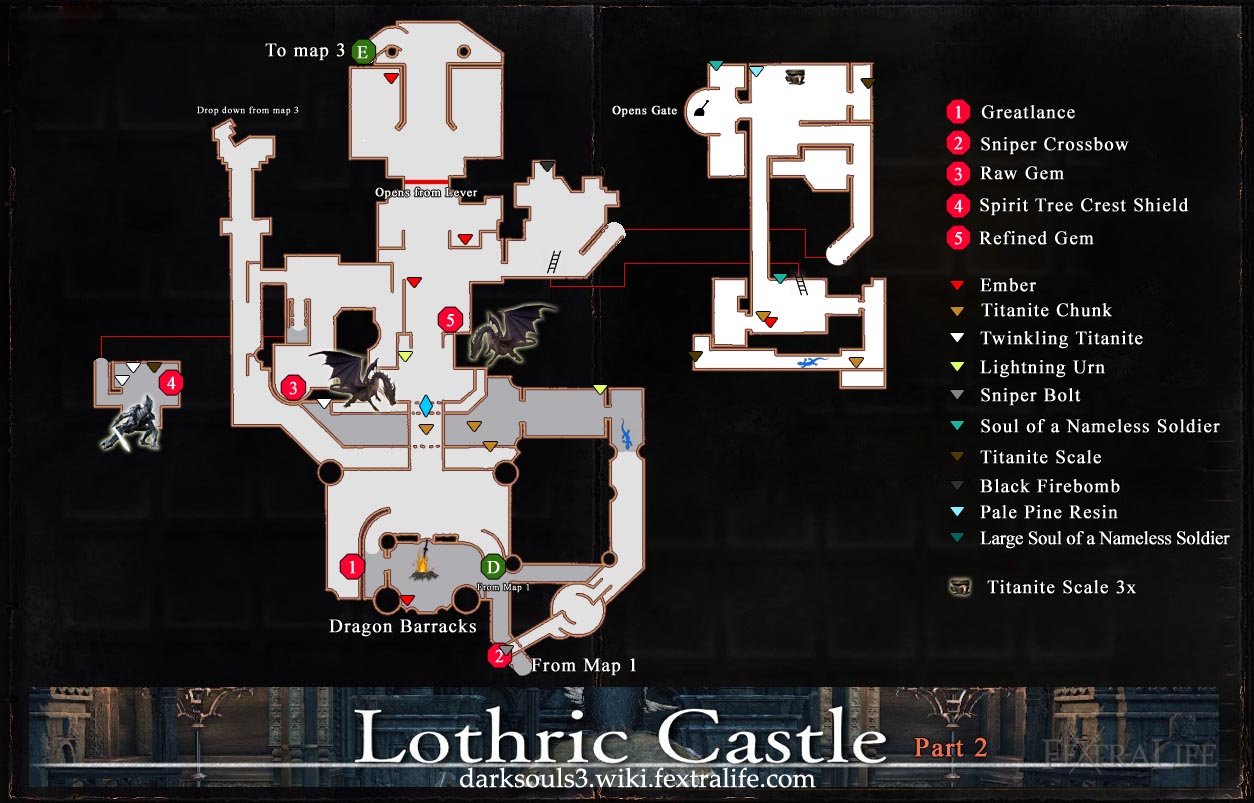 To map 3 E
Drop down from map 3
Opens Gate
Opens from Lever
5
4
3
1
D
From Map 1
Dragon Barracks
2
From Map 1
1 Greatlance
2 Sniper Crossbow
3 Raw Gem
4 Spirit Tree Crest Shield
5 Refined Gem
Ember
Titanite Chunk
Twinkling Titanite
Lightning Urn
Sniper Bolt
Soul of a Nameless Soldier
Titanite Scale
Black Firebomb
Pale Pine Resin
Large Soul of a Nameless Soldier
Titanite Scale 3x
Lothric Castle Part 2
FEXTRALIFE
darksouls3.wiki.fextralife.com